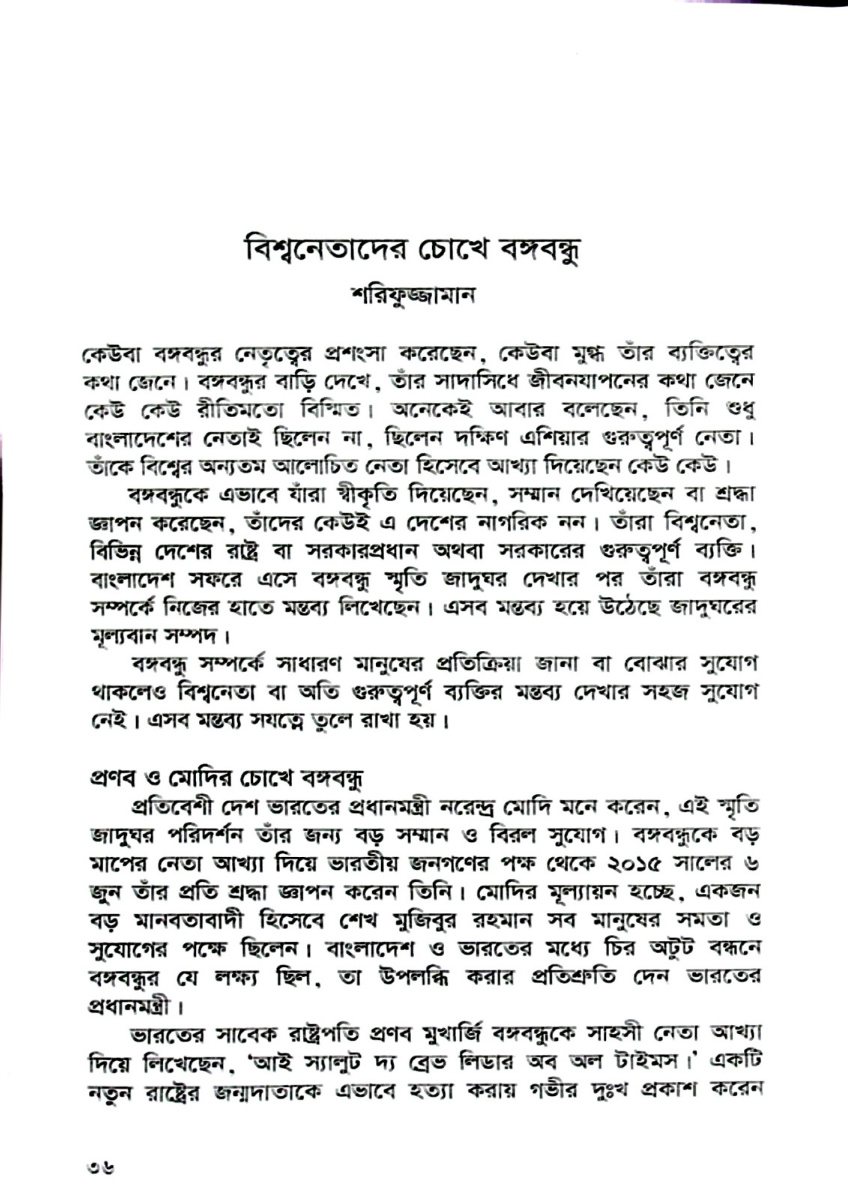 বিশ্বনেতাদের চোখে বঙ্গবন্ধু
শরিফুজ্জামান
কেউবা বঙ্গবন্ধুর নেতৃত্বের প্রশংসা করেছেন, কেউবা মুগ্ধ তাঁর ব্যক্তিত্বের
কথা জেনে। বঙ্গবন্ধুর বাড়ি দেখে, তাঁর সাদাসিধে জীবনযাপনের কথা জেনে
কেউ কেউ রীতিমতো বিস্মিত। অনেকেই আবার বলেছেন, তিনি শুধু
বাংলাদেশের নেতাই ছিলেন না, ছিলেন দক্ষিণ এশিয়ার গুরুত্বপূর্ণ নেতা।
তাঁকে বিশ্বের অন্যতম আলোচিত নেতা হিসেবে আখ্যা দিয়েছেন কেউ কেউ।
বঙ্গবন্ধুকে এভাবে যাঁরা স্বীকৃতি দিয়েছেন, সম্মান দেখিয়েছেন বা শ্রদ্ধা
জ্ঞাপন করেছেন, তাঁদের কেউই এ দেশের নাগরিক নন। তাঁরা বিশ্বনেতা,
বিভিন্ন দেশের রাষ্ট্র বা সরকারপ্রধান অথবা সরকারের গুরুত্বপূর্ণ ব্যক্তি।
বাংলাদেশ সফরে এসে বঙ্গবন্ধু স্মৃতি জাদুঘর দেখার পর তাঁরা বঙ্গবন্ধু
সম্পর্কে নিজের হাতে মন্তব্য লিখেছেন। এসব মন্তব্য হয়ে উঠেছে জাদুঘরের
মূল্যবান সম্পদ।
বঙ্গবন্ধু সম্পর্কে সাধারণ মানুষের প্রতিক্রিয়া জানা বা বোঝার সুযোগ
থাকলেও বিশ্বনেতা বা অতি গুরুত্বপূর্ণ ব্যক্তির মন্তব্য দেখার সহজ সুযোগ
নেই। এসব মন্তব্য সযত্নে তুলে রাখা হয়।
প্রণব ও মোদির চোখে বঙ্গবন্ধু
প্রতিবেশী দেশ ভারতের প্রধানমন্ত্রী নরেন্দ্র মোদি মনে করেন, এই স্মৃতি
জাদুঘর পরিদর্শন তাঁর জন্য বড় সম্মান ও বিরল সুযোগ। বঙ্গবন্ধুকে বড়
মাপের নেতা আখ্যা দিয়ে ভারতীয় জনগণের পক্ষ থেকে ২০১৫ সালের ৬
জুন তাঁর প্রতি শ্রদ্ধা জ্ঞাপন করেন তিনি। মোদির মূল্যায়ন হচ্ছে, একজন
বড় মানবতাবাদী হিসেবে শেখ মুজিবুর রহমান সব মানুষের সমতা ও
সুযোগের পক্ষে ছিলেন। বাংলাদেশ ও ভারতের মধ্যে চির অটুট বন্ধনে
বঙ্গবন্ধুর যে লক্ষ্য ছিল, তা উপলব্ধি করার প্রতিশ্রুতি দেন ভারতের
প্রধানমন্ত্রী।
ভারতের সাবেক রাষ্ট্রপতি প্রণব মুখার্জি বঙ্গবন্ধুকে সাহসী নেতা আখ্যা
দিয়ে লিখেছেন, ‘আই স্যালুট দ্য ব্রেভ লিডার অব অল টাইমস।’ একটি
নতুন রাষ্ট্রের জন্মদাতাকে এভাবে হত্যা করায় গভীর দুঃখ প্রকাশ করেন
৩৬